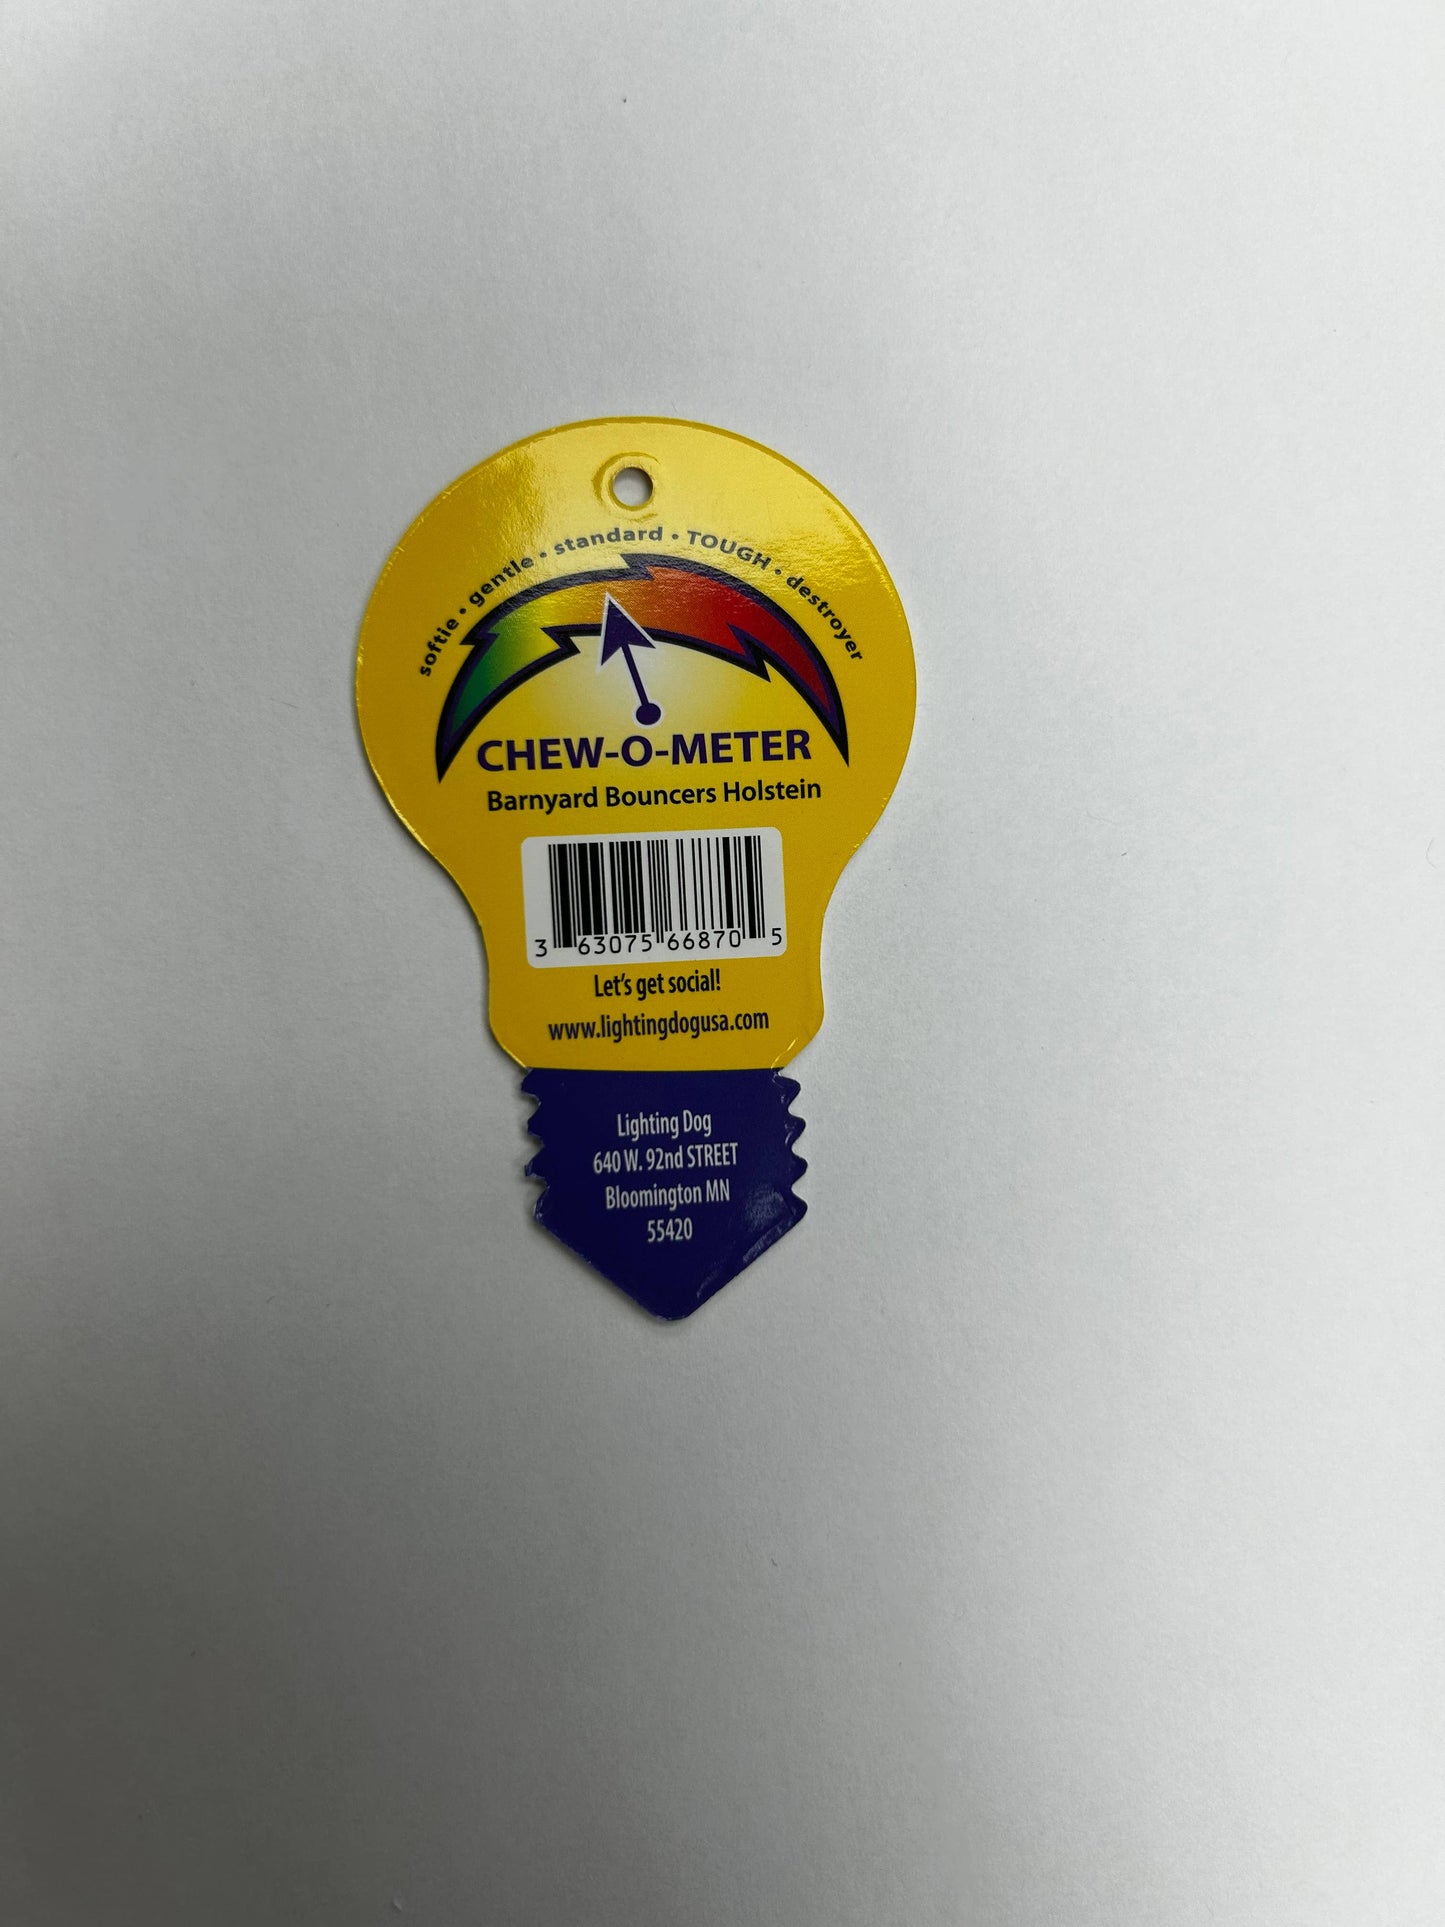 softie • gentle • standard • TOUGH • destroyer
CHEW-O-METER
Barnyard Bouncers Holstein
3 63075 66870 5
Let's get social!
www.lightingdogusa.com
Lighting Dog
640 W. 92nd STREET
Bloomington MN
55420